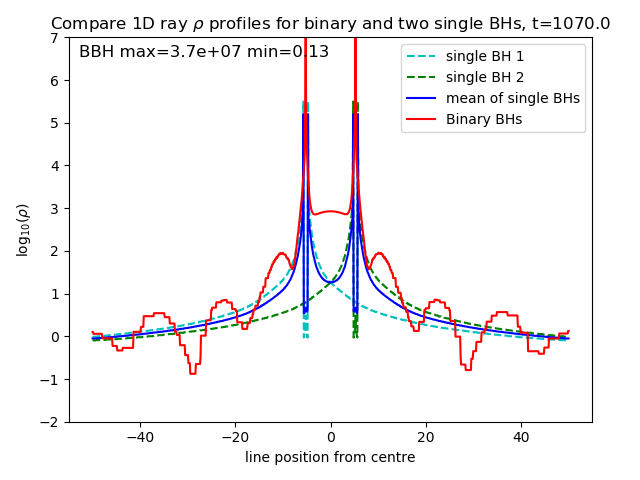 Compare 1D ray ρ profiles for binary and two single BHs, t=1070.0
BBH max=3.7e+07 min=0.13
single BH 1
single BH 2
mean of single BHs
Binary BHs
7
6
5
4
3
2
1
0
−1
−2
log10(ρ)
−40 −20 0 20 40
line position from centre